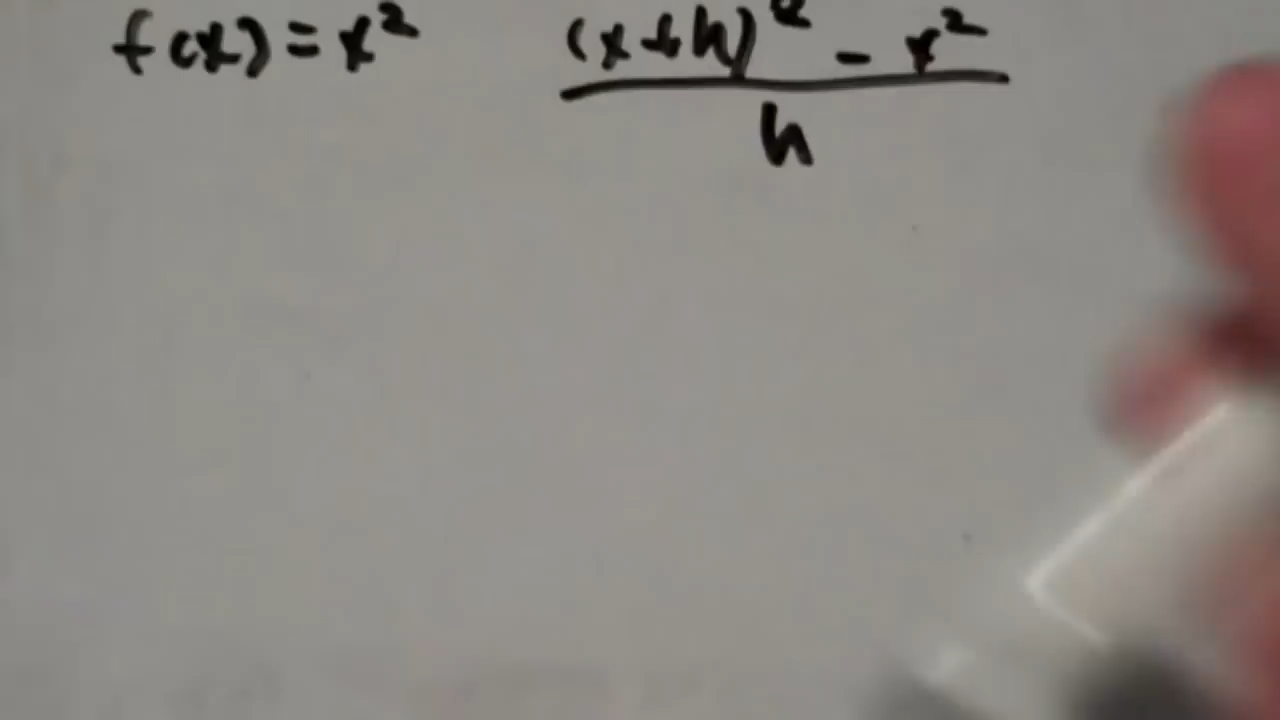 f(x) = x²
(x+h)² - x²
h